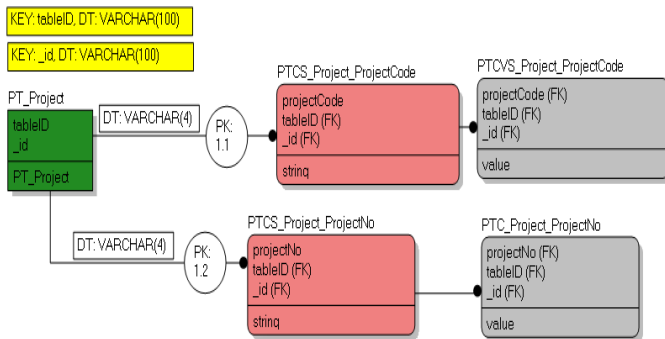 KEY: tableID, DT: VARCHAR(100)
KEY: _id, DT: VARCHAR(100)
PT_Project
tableID
_id
PT_Project
DT: VARCHAR(4)
PK:
1.1
PTCS_Project_ProjectCode
projectCode
tableID (FK)
_id (FK)
string
PTCVS_Project_ProjectCode
projectCode (FK)
tableID (FK)
_id (FK)
value
DT: VARCHAR(4)
PK:
1.2
PTCS_Project_ProjectNo
projectNo
tableID (FK)
_id (FK)
string
PTC_Project_ProjectNo
projectNo (FK)
tableID (FK)
_id (FK)
value